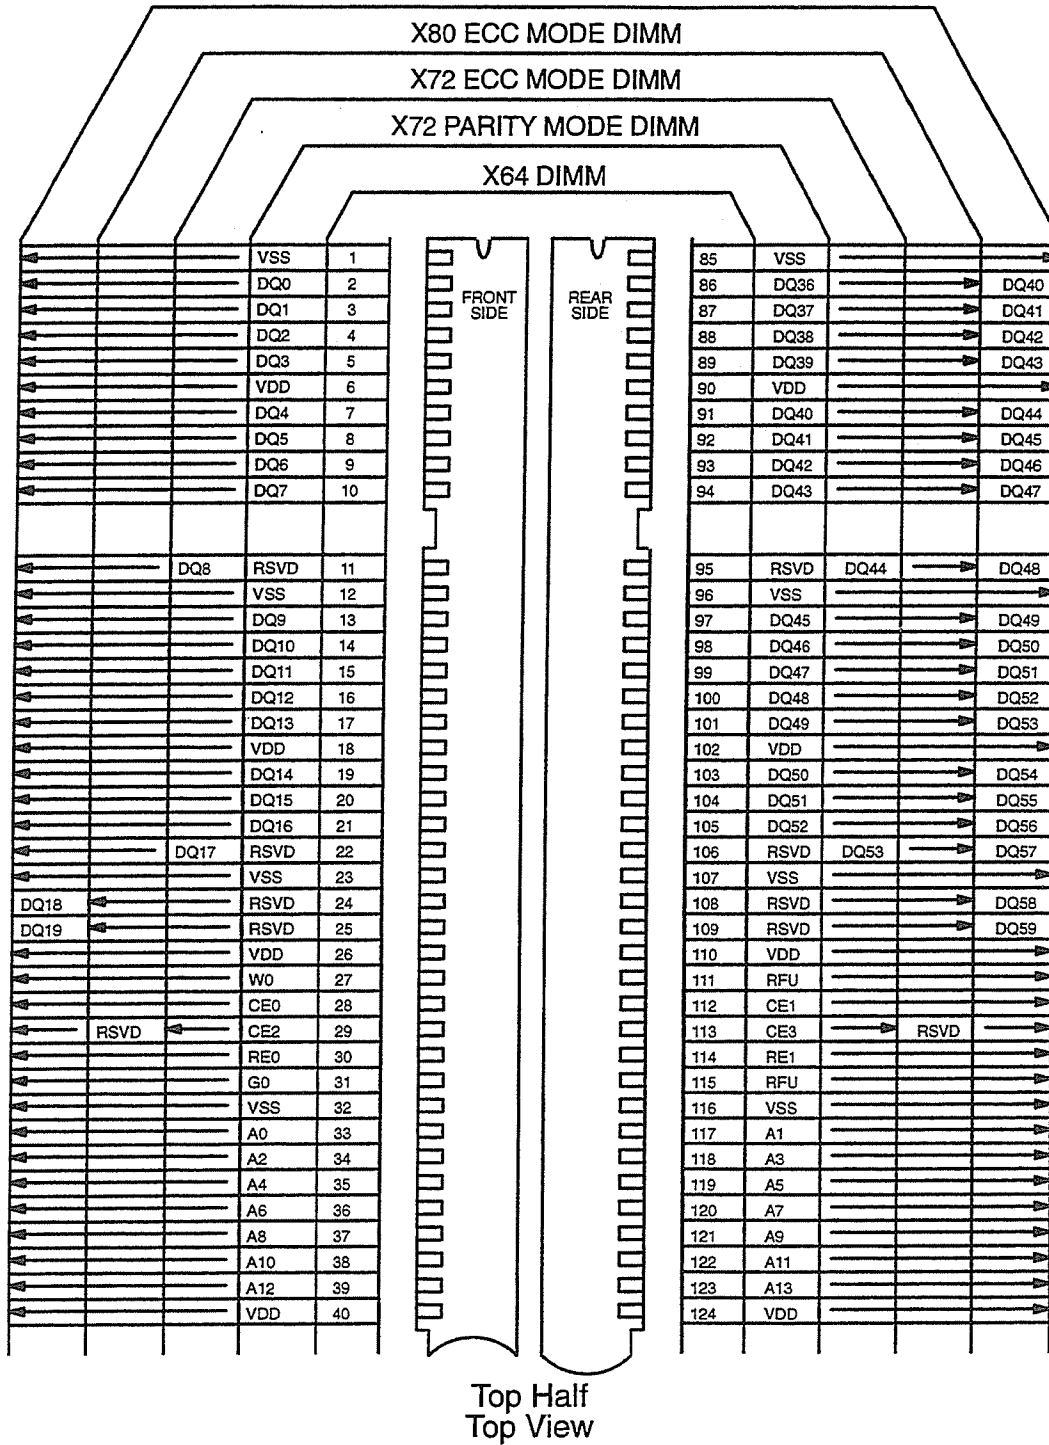 X80 ECC MODE DIMM
X72 ECC MODE DIMM
X72 PARITY MODE DIMM
X64 DIMM
FRONT SIDE
REAR SIDE
VSS 1 85 VSS
DQ0 2 86 DQ36 DQ40
DQ1 3 87 DQ37 DQ41
DQ2 4 88 DQ38 DQ42
DQ3 5 89 DQ39 DQ43
VDD 6 90 VDD
DQ4 7 91 DQ40 DQ44
DQ5 8 92 DQ41 DQ45
DQ6 9 93 DQ42 DQ46
DQ7 10 94 DQ43 DQ47
DQ8 RSVD 11 95 RSVD DQ44 DQ48
VSS 12 96 VSS
DQ9 13 97 DQ45 DQ49
DQ10 14 98 DQ46 DQ50
DQ11 15 99 DQ47 DQ51
DQ12 16 100 DQ48 DQ52
DQ13 17 101 DQ49 DQ53
VDD 18 102 VDD
DQ14 19 103 DQ50 DQ54
DQ15 20 104 DQ51 DQ55
DQ16 21 105 DQ52 DQ56
DQ17 RSVD 22 106 RSVD DQ53 DQ57
VSS 23 107 VSS
DQ18 RSVD 24 108 RSVD DQ58
DQ19 RSVD 25 109 RSVD DQ59
VDD 26 110 VDD
W0 27 111 RFU
CE0 28 112 CE1
RSVD CE2 29 113 CE3 RSVD
RE0 30 114 RE1
G0 31 115 RFU
VSS 32 116 VSS
A0 33 117 A1
A2 34 118 A3
A4 35 119 A5
A6 36 120 A7
A8 37 121 A9
A10 38 122 A11
A12 39 123 A13
VDD 40 124 VDD
Top Half
Top View